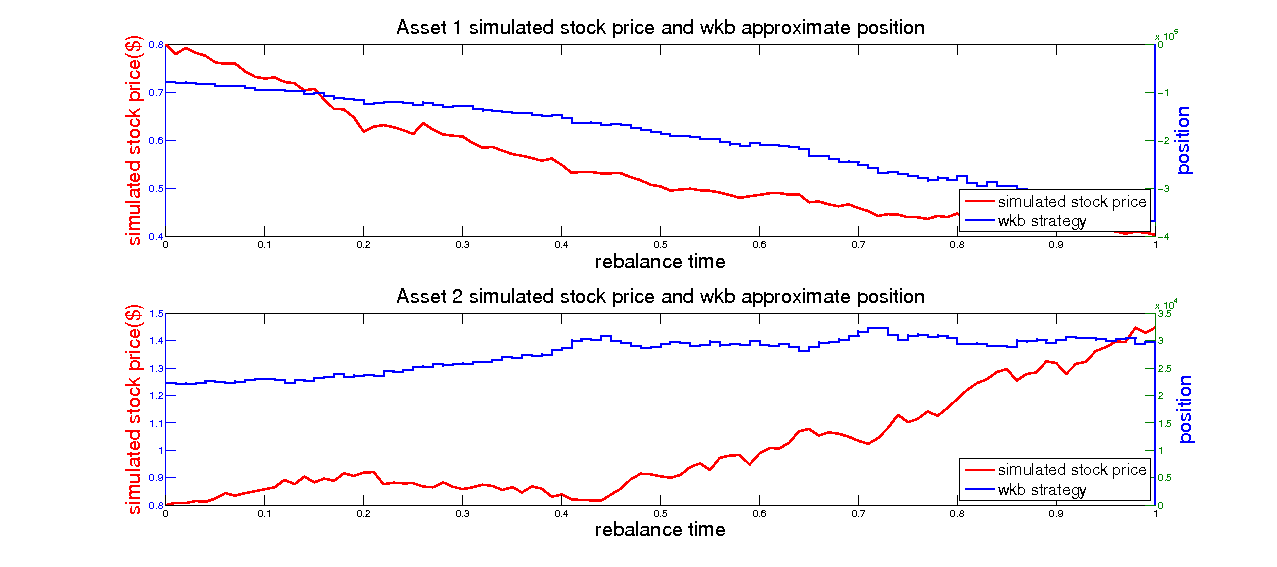 Asset 1 simulated stock price and wkb approximate position
simulated stock price($)
0.8
0.7
0.6
0.5
0.4
x 10^5
0
−1
−2
−3
−4
position
simulated stock price
wkb strategy
0 0.1 0.2 0.3 0.4 0.5 0.6 0.7 0.8 0.9 1
rebalance time
Asset 2 simulated stock price and wkb approximate position
simulated stock price($)
1.5
1.4
1.3
1.2
1.1
1
0.9
0.8
x 10^4
3.5
3
2.5
2
1.5
1
0.5
0
position
simulated stock price
wkb strategy
0 0.1 0.2 0.3 0.4 0.5 0.6 0.7 0.8 0.9 1
rebalance time